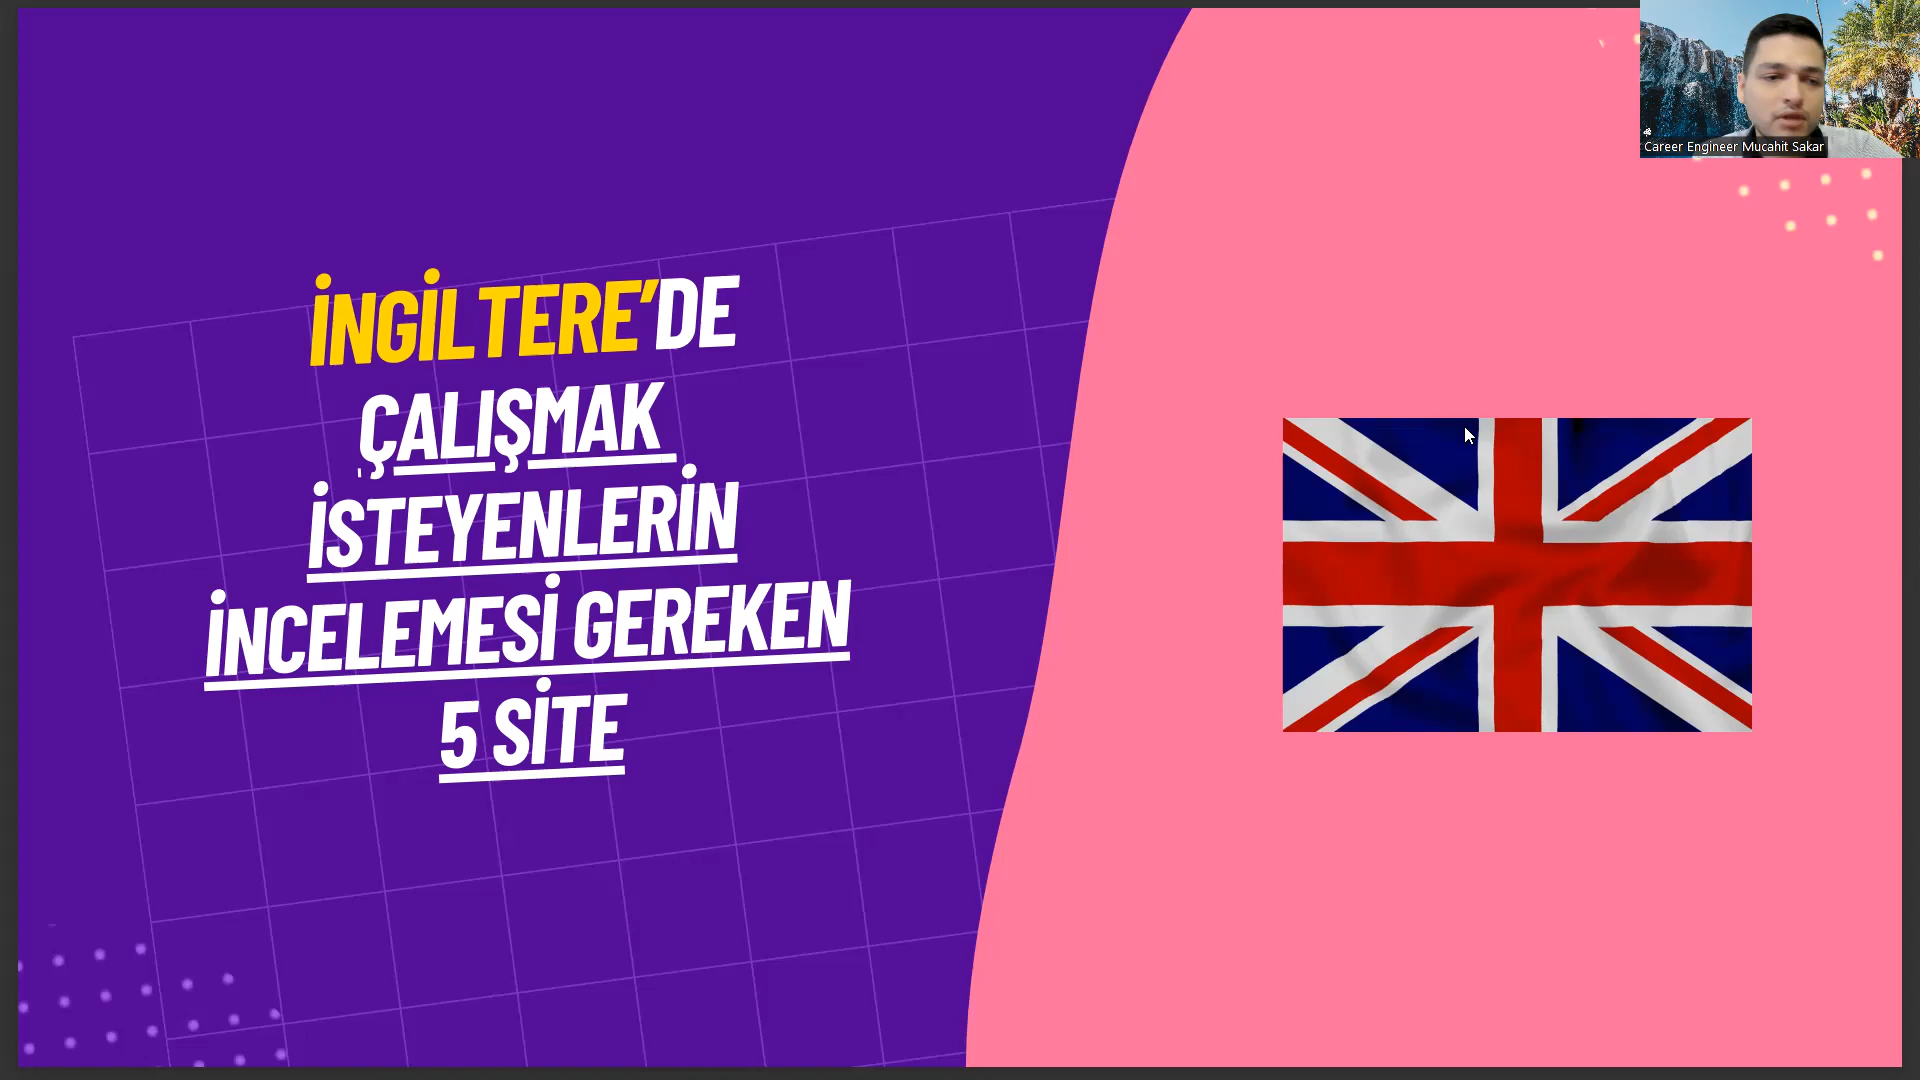 İNGİLTERE'DE
ÇALIŞMAK
İSTEYENLERİN
İNCELEMESİ GEREKEN
5 SİTE
Career Engineer Mucahit Sakar